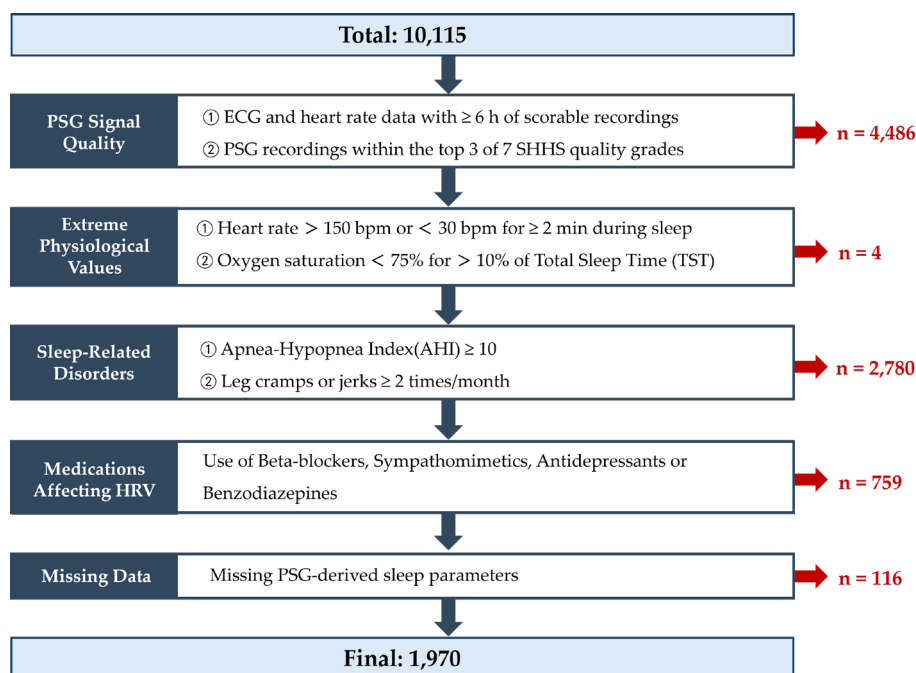 Total: 10,115
PSG Signal
Quality
① ECG and heart rate data with ≥ 6 h of scorable recordings
② PSG recordings within the top 3 of 7 SHHS quality grades
n = 4,486
Extreme
Physiological
Values
① Heart rate > 150 bpm or < 30 bpm for ≥ 2 min during sleep
② Oxygen saturation < 75% for > 10% of Total Sleep Time (TST)
n = 4
Sleep-Related
Disorders
① Apnea-Hypopnea Index(AHI) ≥ 10
② Leg cramps or jerks ≥ 2 times/month
n = 2,780
Medications
Affecting HRV
Use of Beta-blockers, Sympathomimetics, Antidepressants or
Benzodiazepines
n = 759
Missing Data
Missing PSG-derived sleep parameters
n = 116
Final: 1,970